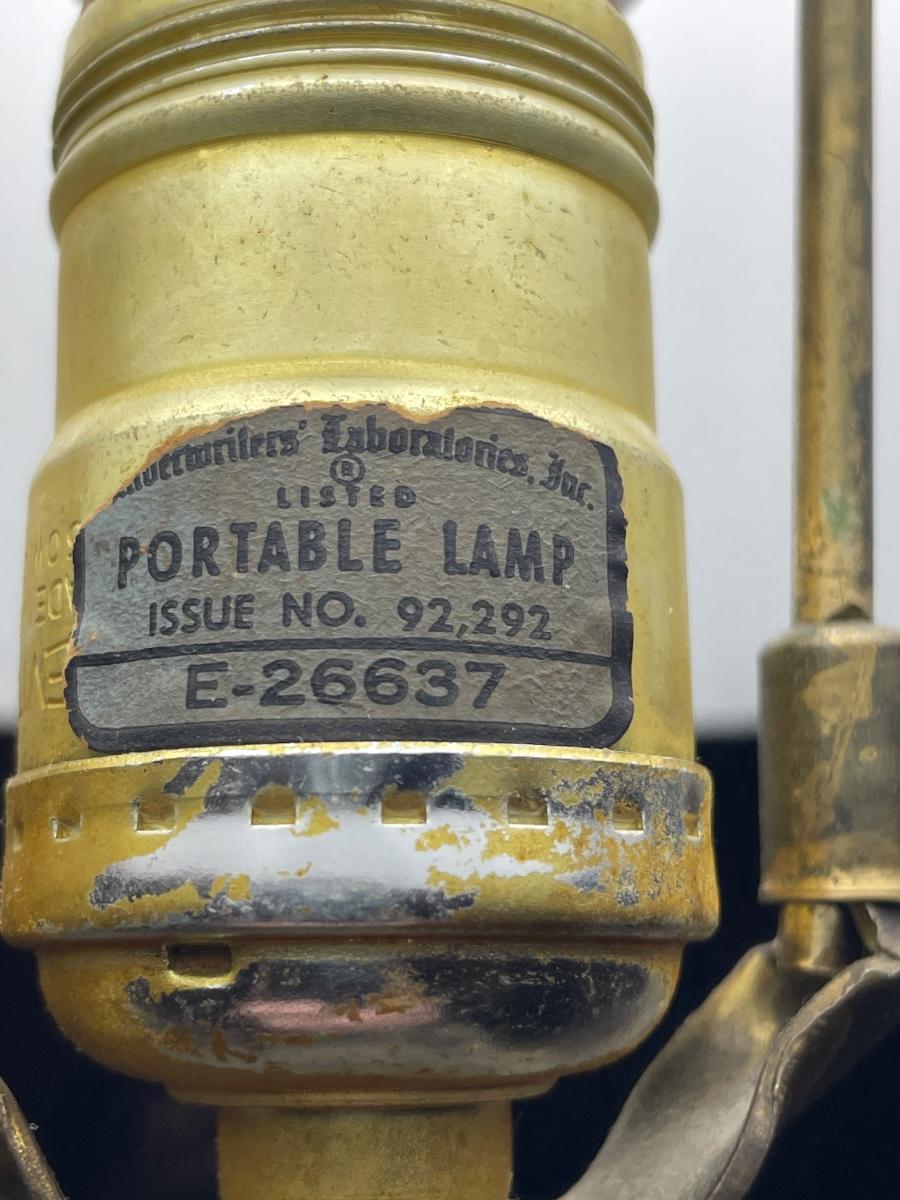 Underwriters' Laboratories, Inc.
®
LISTED
PORTABLE LAMP
ISSUE NO. 92,292
E-26637